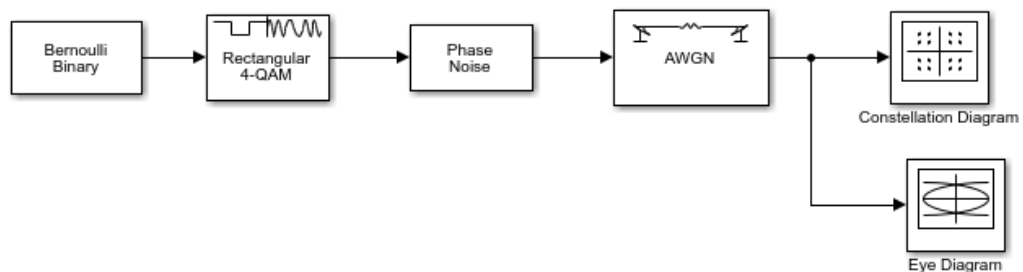 Bernoulli
Binary
Rectangular
4-QAM
Phase
Noise
AWGN
Constellation Diagram
Eye Diagram